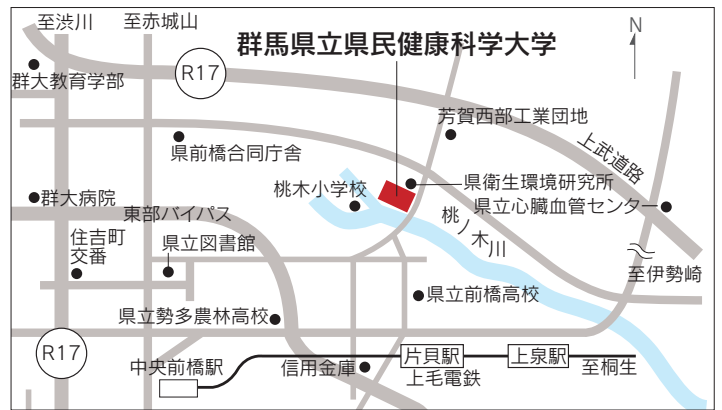 至渋川
至赤城山
群馬県立県民健康科学大学
N
R17
群大教育学部
芳賀西部工業団地
上武道路
県前橋合同庁舎
桃木小学校
県衛生環境研究所
県立心臓血管センター
群大病院
東部バイパス
桃ノ木川
住吉町
交番
県立図書館
至伊勢崎
県立前橋高校
県立勢多農林高校
R17
中央前橋駅
信用金庫
片貝駅
上泉駅
至桐生
上毛電鉄